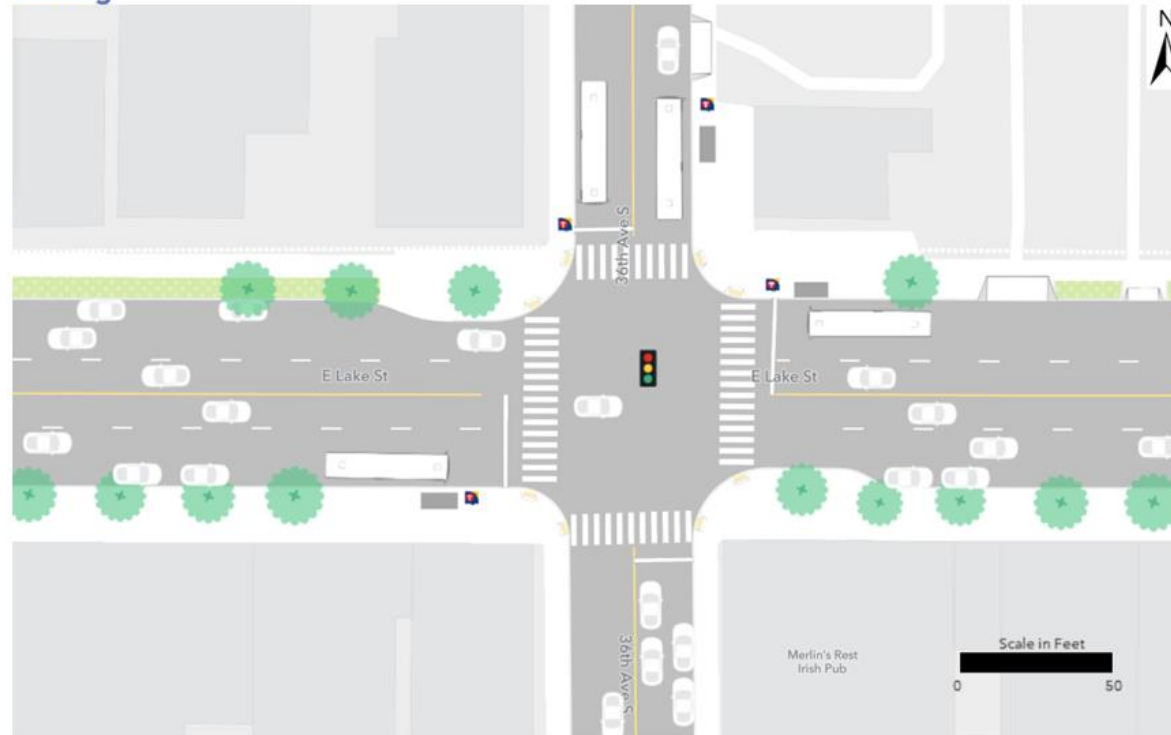 N
36th Ave S
E Lake St
E Lake St
36th Ave S
Merlin's Rest
Irish Pub
Scale in Feet
0 50